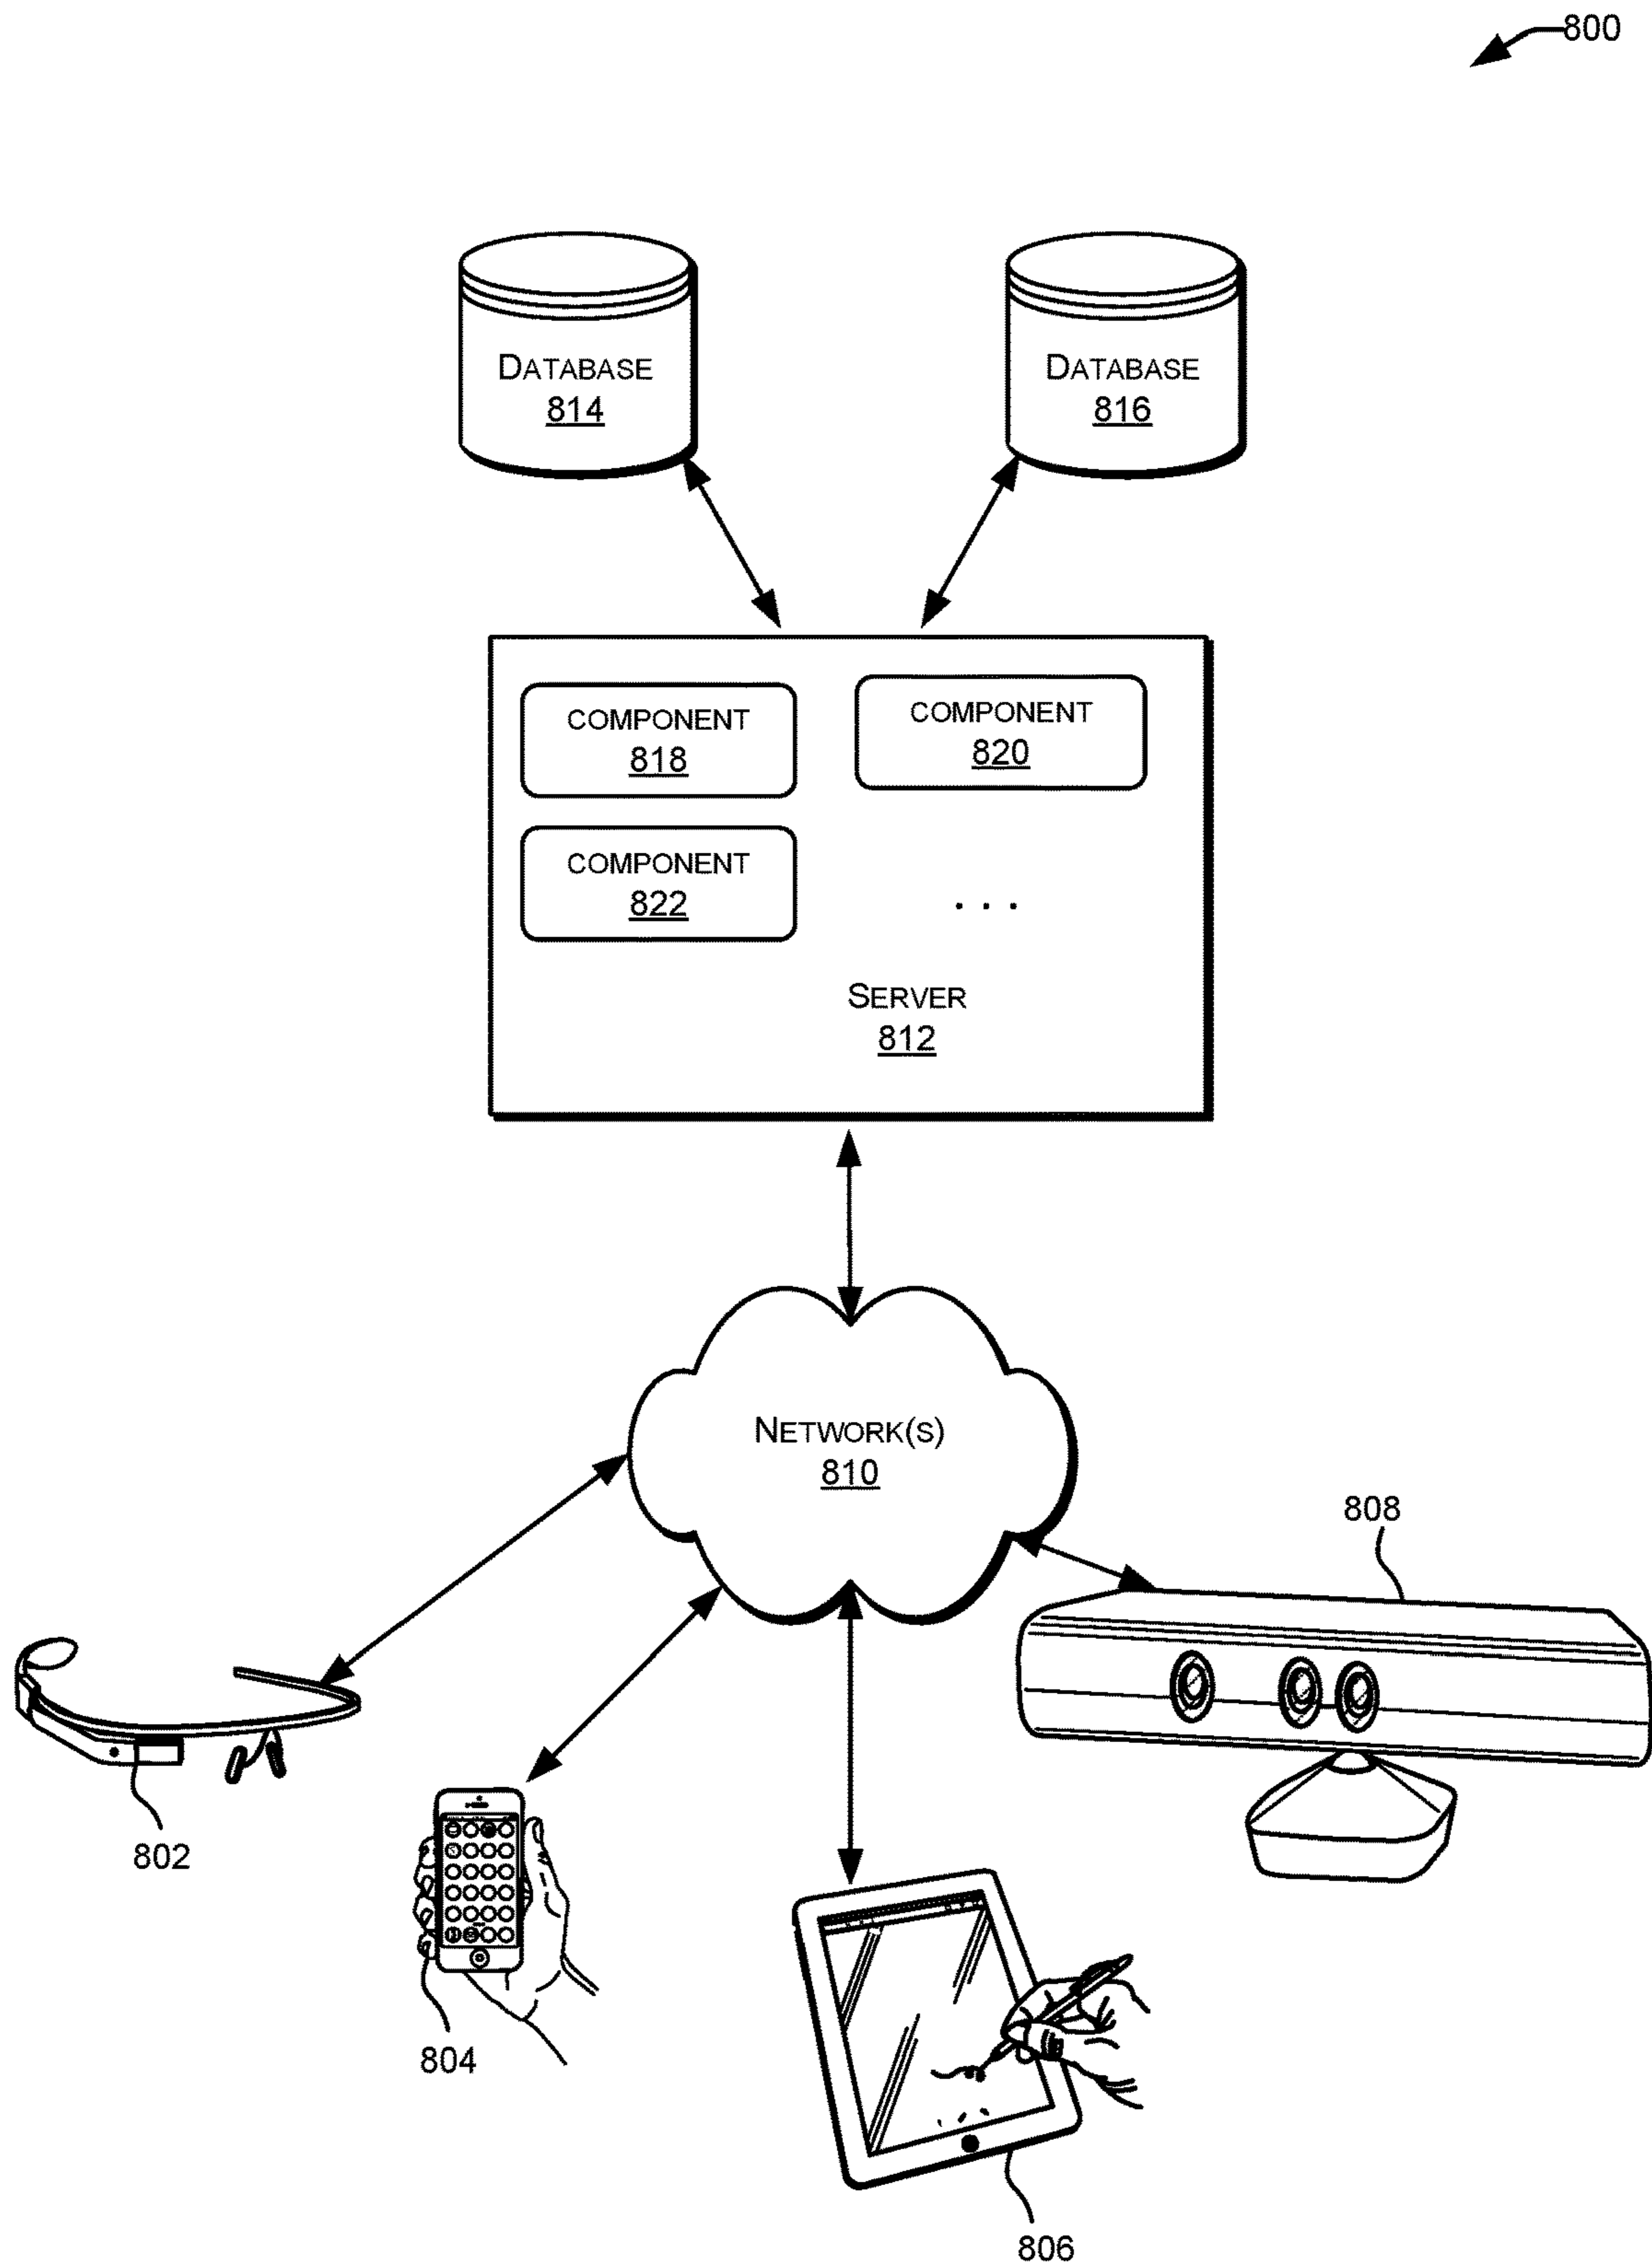 800
DATABASE
814
DATABASE
816
COMPONENT
818
COMPONENT
820
COMPONENT
822
. . .
SERVER
812
NETWORK(S)
810
808
802
804
806